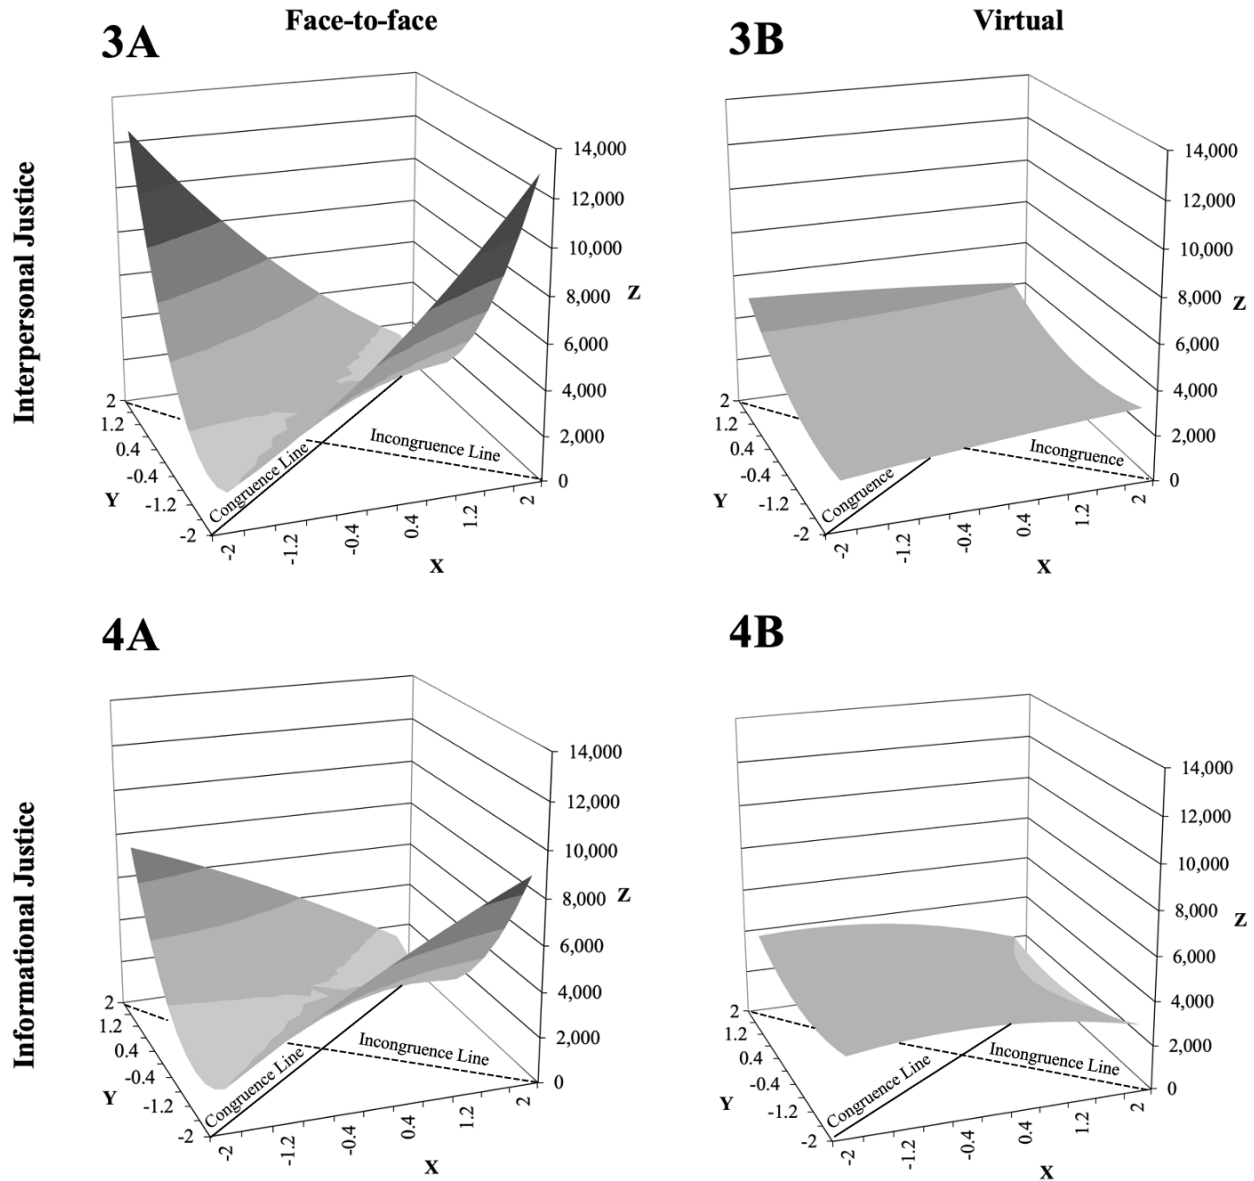 Face-to-face
Virtual
Interpersonal Justice
Informational Justice
3A
14,000
12,000
10,000
8,000
6,000
4,000
2,000
0
Z
2
1.2
0.4
-0.4
-1.2
-2
Y
-2
-1.2
-0.4
0.4
1.2
2
X
Congruence Line
Incongruence Line
3B
14,000
12,000
10,000
8,000
6,000
4,000
2,000
0
Z
2
1.2
0.4
-0.4
-1.2
-2
Y
-2
-1.2
-0.4
0.4
1.2
2
X
Congruence
Incongruence
4A
14,000
12,000
10,000
8,000
6,000
4,000
2,000
0
Z
2
1.2
0.4
-0.4
-1.2
-2
Y
-2
-1.2
-0.4
0.4
1.2
2
X
Congruence Line
Incongruence Line
4B
14,000
12,000
10,000
8,000
6,000
4,000
2,000
0
Z
2
1.2
0.4
-0.4
-1.2
-2
Y
-2
-1.2
-0.4
0.4
1.2
2
X
Congruence Line
Incongruence Line